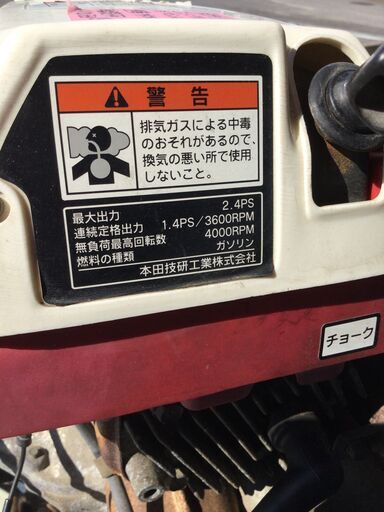 警告
排気ガスによる中毒
のおそれがあるので、
換気の悪い所で使用
しないこと。
最大出力 2.4PS
連続定格出力 1.4PS/3600RPM
無負荷最高回転数 4000RPM
燃料の種類 ガソリン
本田技研工業株式会社
チョーク